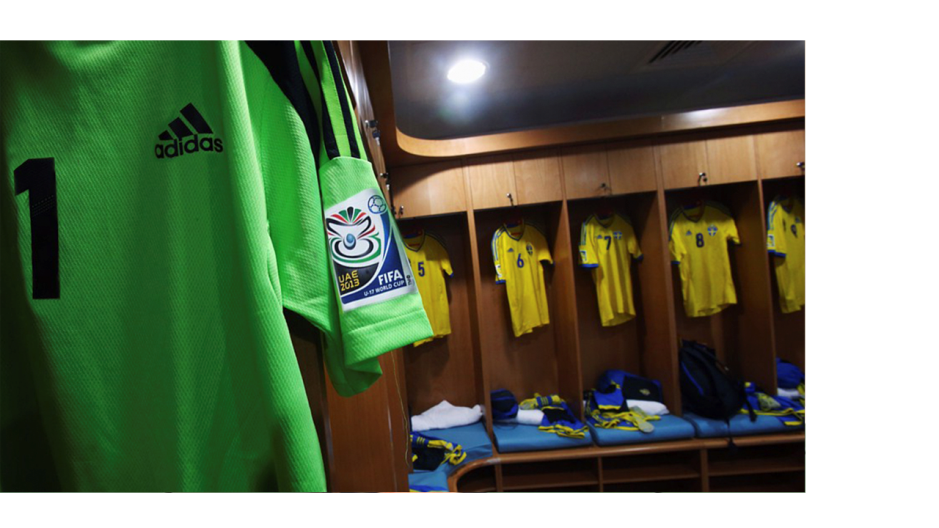 1
adidas
UAE
2013
FIFA
U-17 WORLD CUP
5
6
7
8